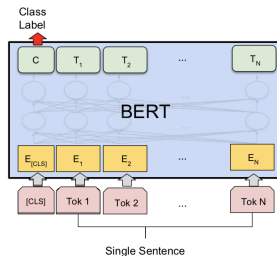 Class
Label
C T1 T2 ... TN
BERT
E[CLS] E1 E2 ... EN
[CLS] Tok 1 Tok 2 ... Tok N
Single Sentence